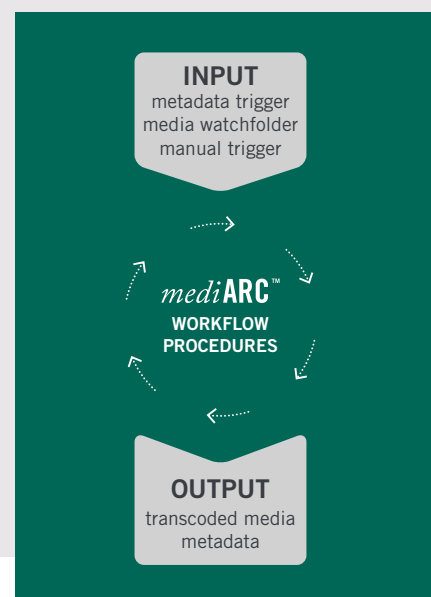 INPUT
metadata trigger
media watchfolder
manual trigger
mediARC™
WORKFLOW
PROCEDURES
OUTPUT
transcoded media
metadata